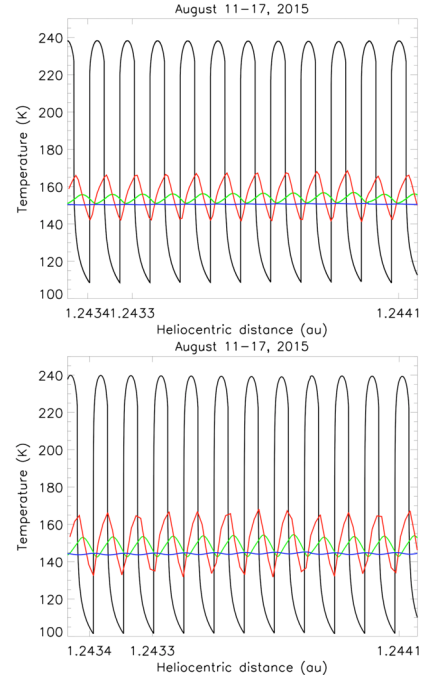 August 11-17, 2015
240
220
200
180
160
140
120
100
Temperature (K)
1.2434 1.2433 1.2441
Heliocentric distance (au)
August 11-17, 2015
240
220
200
180
160
140
120
100
Temperature (K)
1.2434 1.2433 1.2441
Heliocentric distance (au)